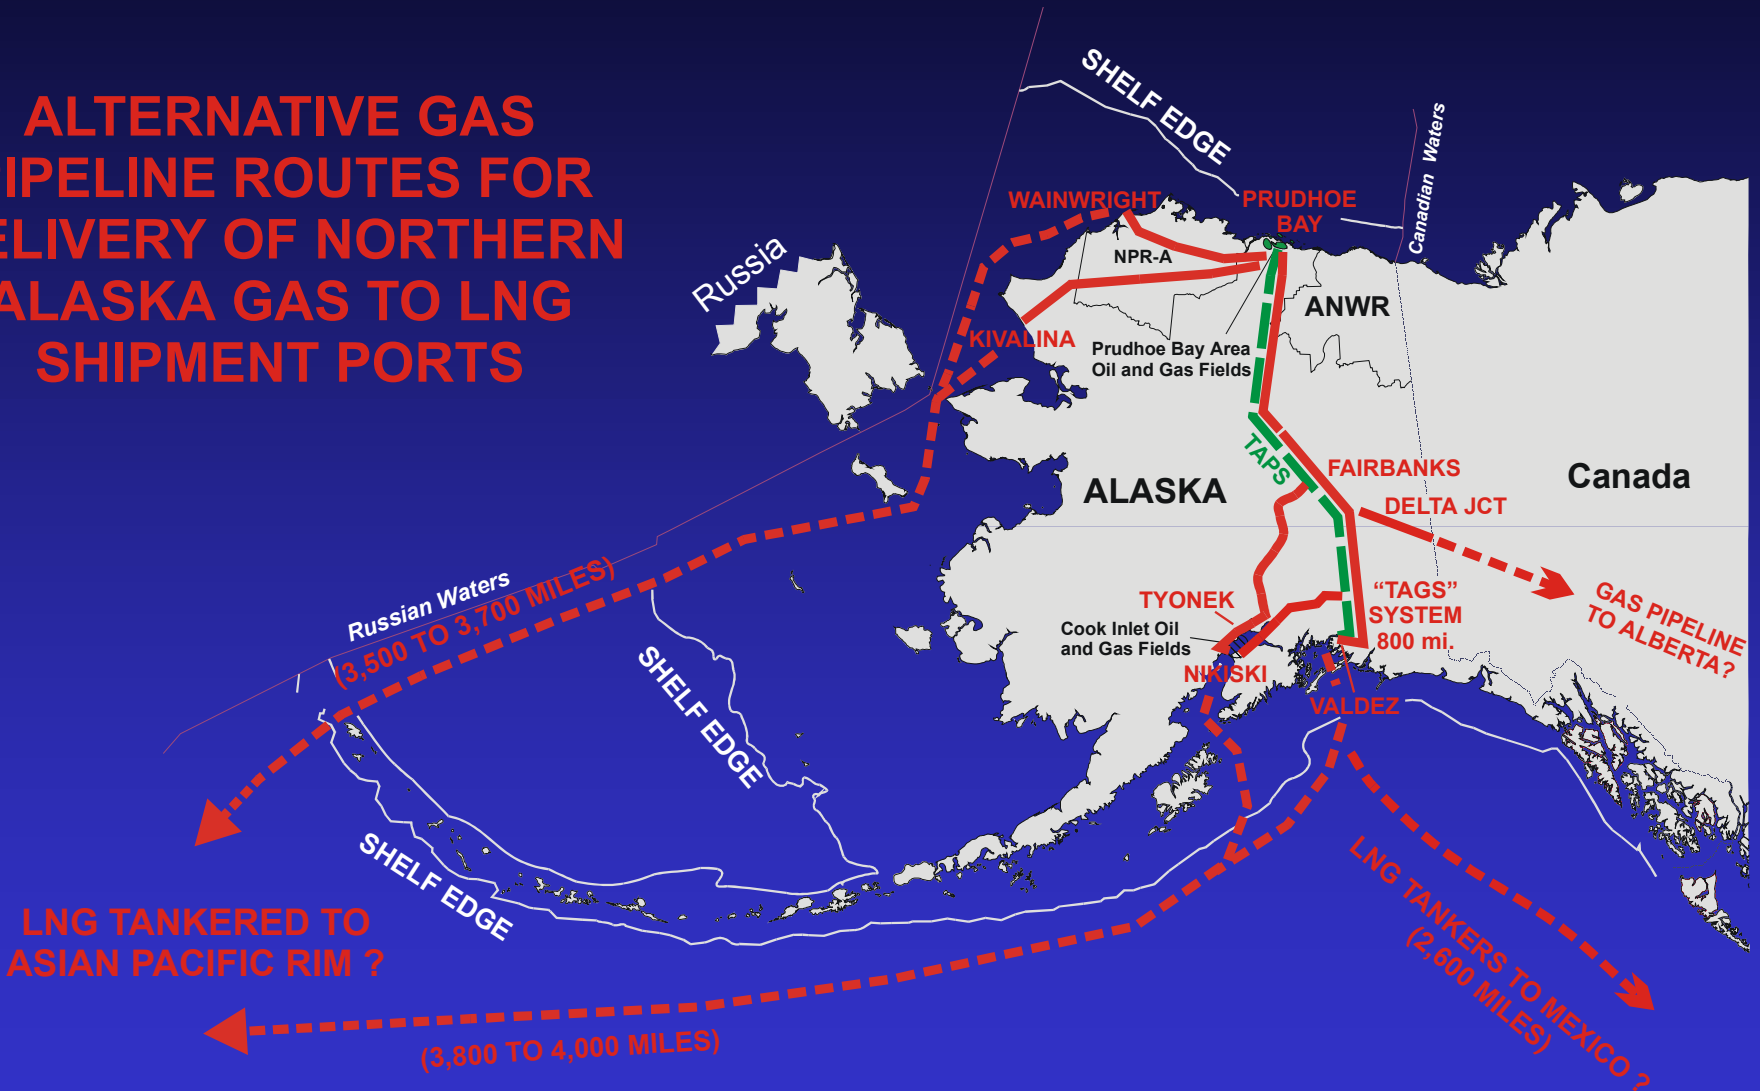 ALTERNATIVE GAS
IPELINE ROUTES FOR
ELIVERY OF NORTHERN
ALASKA GAS TO LNG
SHIPMENT PORTS
SHELF EDGE
Canadian Waters
WAINWRIGHT
PRUDHOE
BAY
NPR-A
Russia
ANWR
KIVALINA
Prudhoe Bay Area
Oil and Gas Fields
TAPS
FAIRBANKS
ALASKA
Canada
DELTA JCT
Russian Waters
(3,500 TO 3,700 MILES)
TYONEK
"TAGS"
SYSTEM
800 mi.
GAS PIPELINE
TO ALBERTA?
Cook Inlet Oil
and Gas Fields
NIKISKI
VALDEZ
SHELF EDGE
SHELF EDGE
LNG TANKERED TO
ASIAN PACIFIC RIM ?
LNG TANKERS TO MEXICO ?
(2,600 MILES)
(3,800 TO 4,000 MILES)